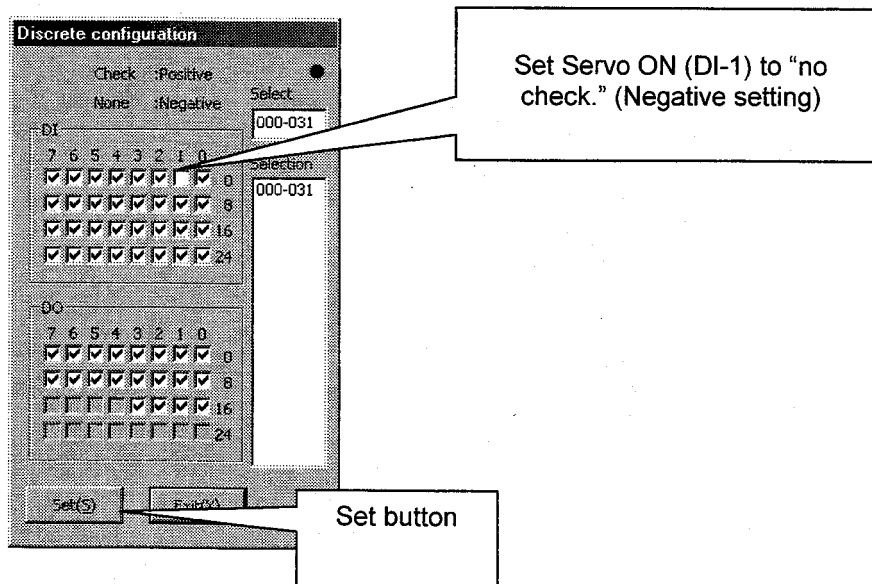 Discrete configuration
Check :Positive
None :Negative
Select
000-031
DI
7 6 5 4 3 2 1 0
0
8
16
24
Selection
000-031
DO
7 6 5 4 3 2 1 0
0
8
16
24
Set(S)
Set Servo ON (DI-1) to “no
check.” (Negative setting)
Set button